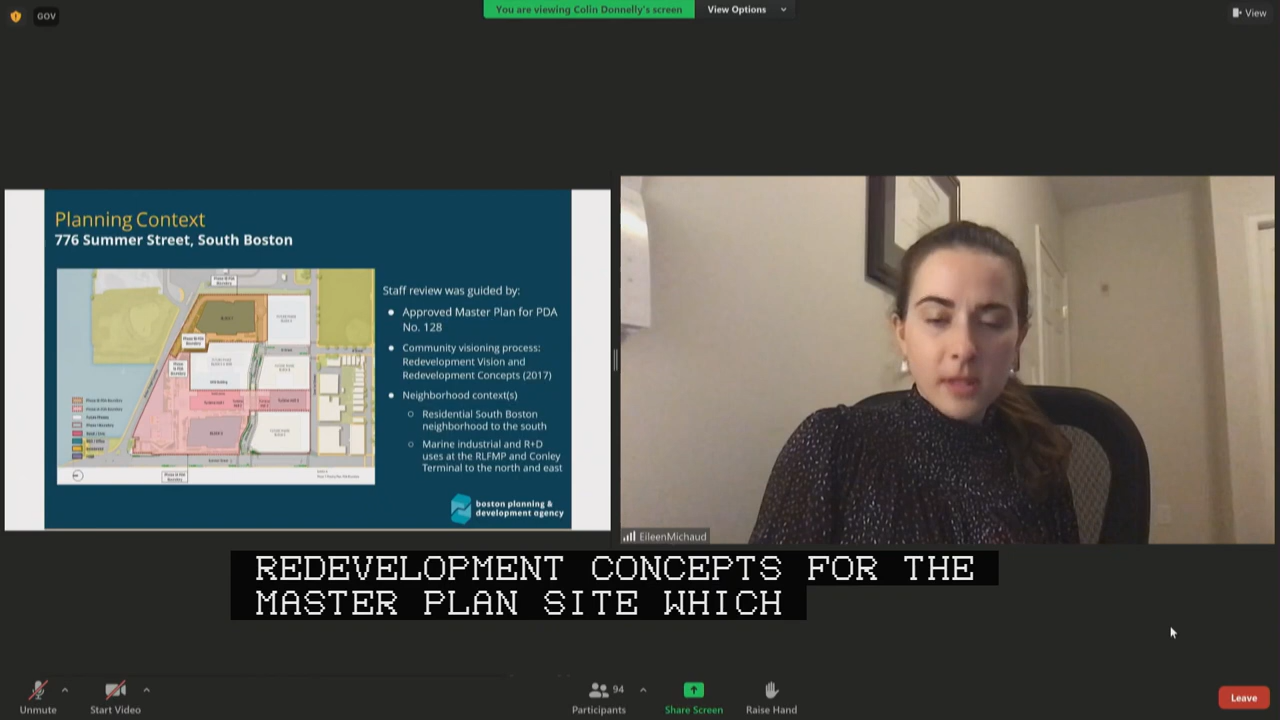 GOV
You are viewing Colin Donnelly's screen
View Options
View
Planning Context
776 Summer Street, South Boston
Staff review was guided by:
Approved Master Plan for PDA
No. 128
Community visioning process:
Redevelopment Vision and
Redevelopment Concepts (2017)
Neighborhood context(s)
Residential South Boston
neighborhood to the south
Marine industrial and R+D
uses at the RLFMP and Conley
Terminal to the north and east
boston planning &
development agency
EileenMichaud
REDEVELOPMENT CONCEPTS FOR THE
MASTER PLAN SITE WHICH
Unmute
Start Video
94
Participants
Share Screen
Raise Hand
Leave